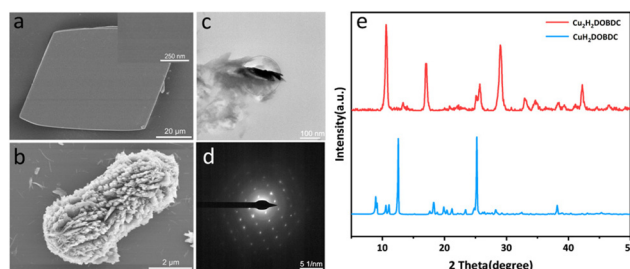 a
250 nm
20 μm
b
2 μm
c
100 nm
d
5 1/nm
e
Intensity(a.u.)
Cu₂H₂DOBDC
CuH₂DOBDC
10 20 30 40 50
2 Theta(degree)